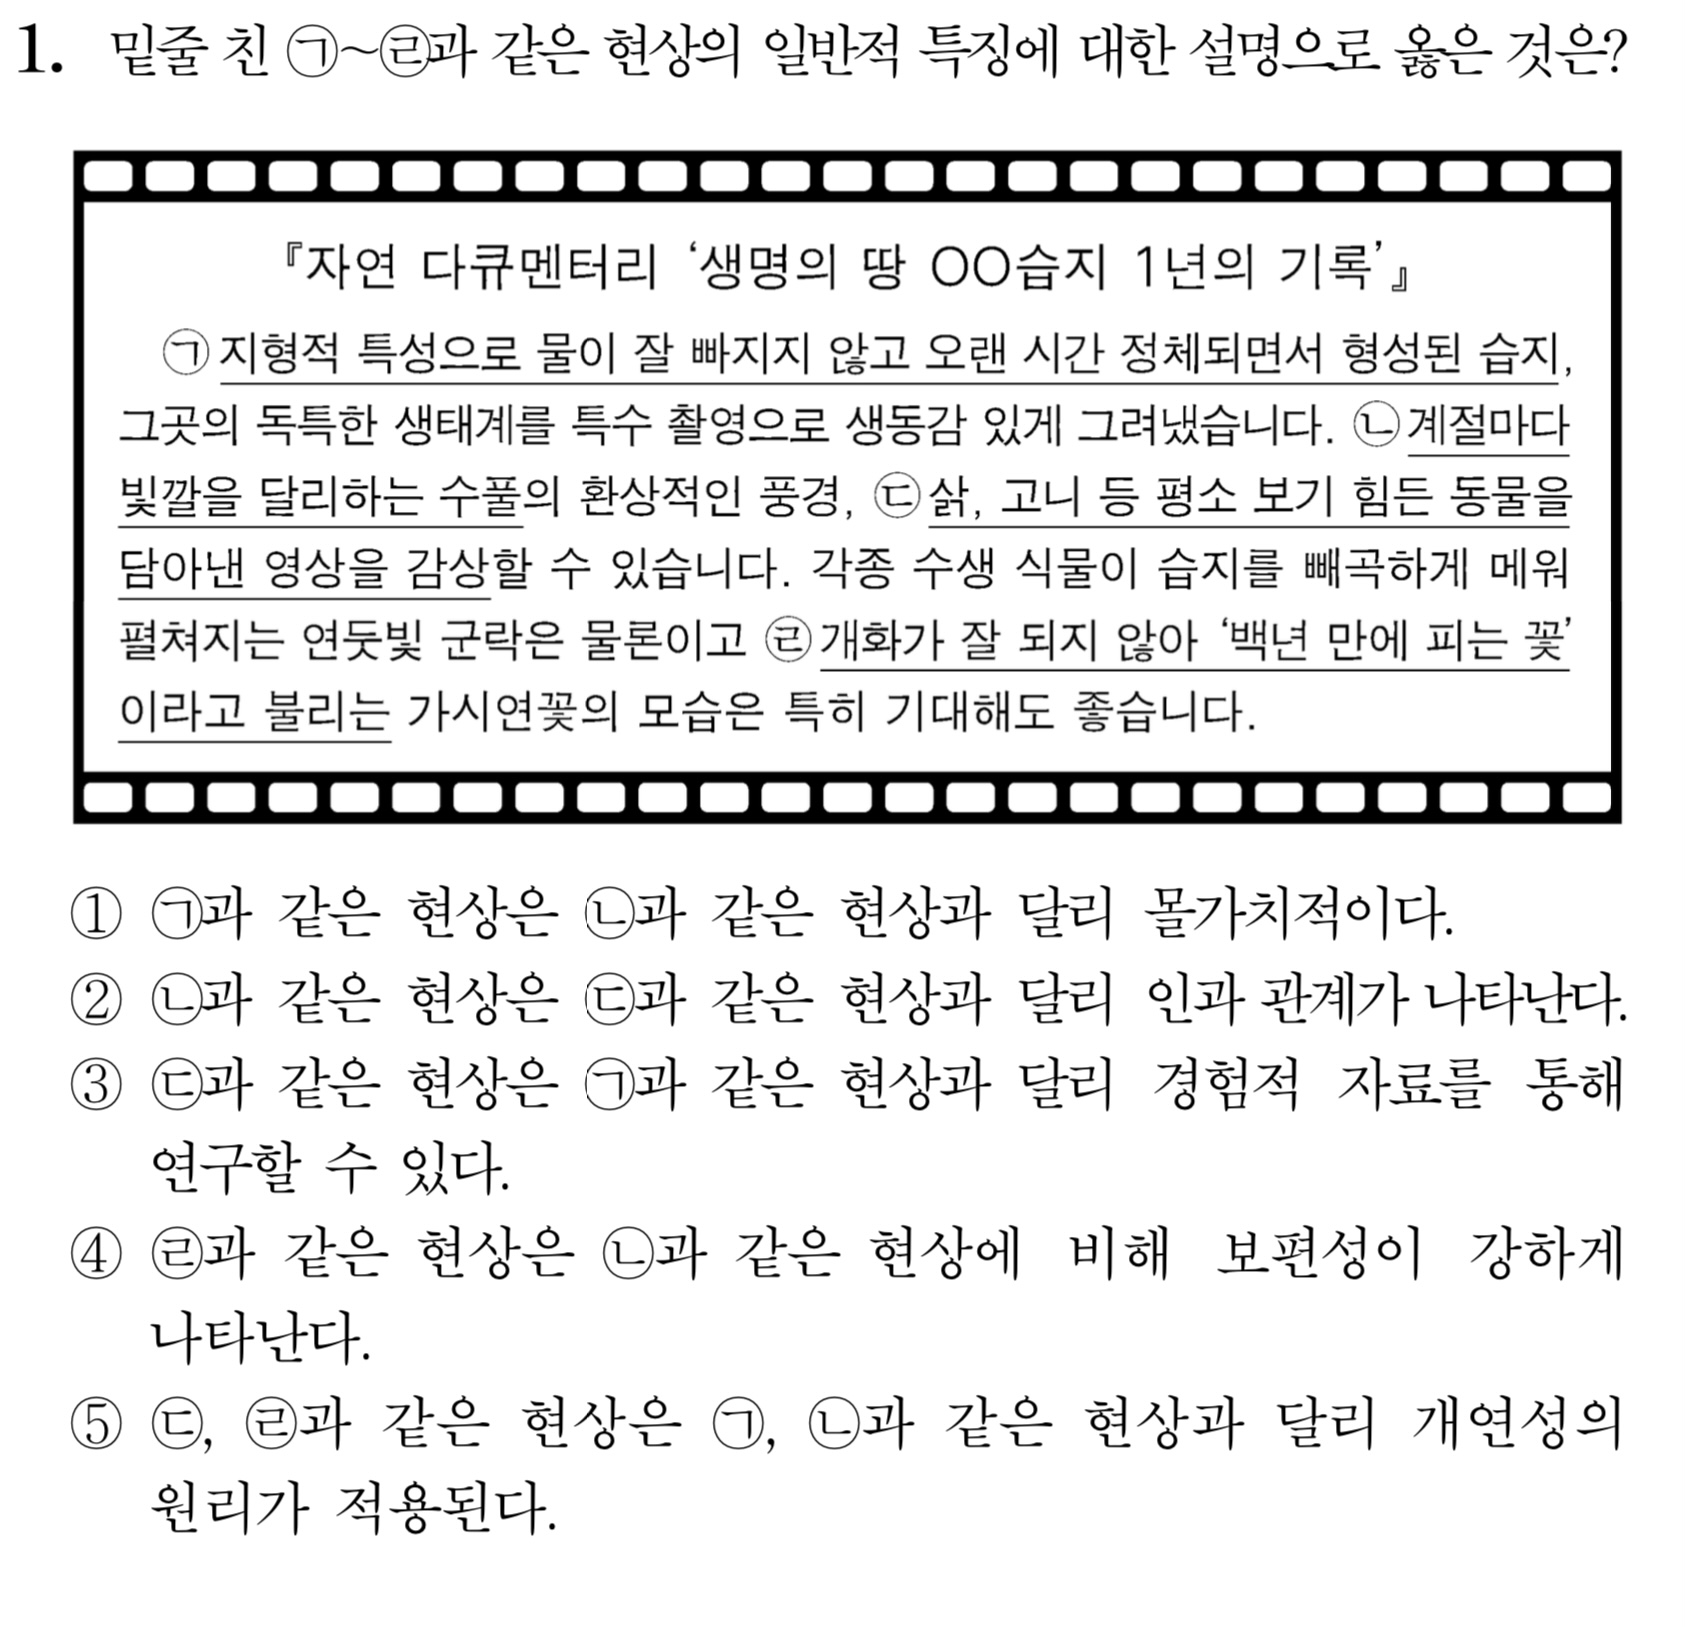 1. 밑줄 친 ㉠~㉣과 같은 현상의 일반적 특징에 대한 설명으로 옳은 것은?
『자연 다큐멘터리 ‘생명의 땅 ○○습지 1년의 기록’』
㉠지형적 특성으로 물이 잘 빠지지 않고 오랜 시간 정체되면서 형성된 습지,
그곳의 독특한 생태계를 특수 촬영으로 생동감 있게 그려냈습니다. ㉡계절마다
빛깔을 달리하는 수풀의 환상적인 풍경, ㉢삵, 고니 등 평소 보기 힘든 동물을
담아낸 영상을 감상할 수 있습니다. 각종 수생 식물이 습지를 빼곡하게 메워
펼쳐지는 연둣빛 군락은 물론이고 ㉣개화가 잘 되지 않아 ‘백년 만에 피는 꽃’
이라고 불리는 가시연꽃의 모습은 특히 기대해도 좋습니다.
① ㉠과 같은 현상은 ㉡과 같은 현상과 달리 몰가치적이다.
② ㉡과 같은 현상은 ㉢과 같은 현상과 달리 인과 관계가 나타난다.
③ ㉢과 같은 현상은 ㉠과 같은 현상과 달리 경험적 자료를 통해
연구할 수 있다.
④ ㉣과 같은 현상은 ㉡과 같은 현상에 비해 보편성이 강하게
나타난다.
⑤ ㉢, ㉣과 같은 현상은 ㉠, ㉡과 같은 현상과 달리 개연성의
원리가 적용된다.